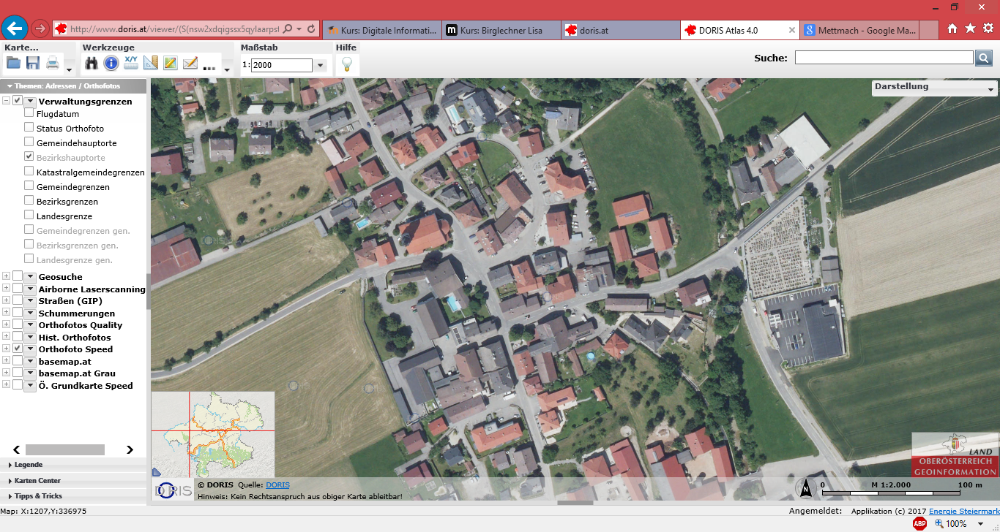 http://www.doris.at/viewer/(S(nsw2xdqigssx5qylaarpst
Kurs: Digitale Informati...
Kurs: Birglechner Lisa
doris.at
DORIS Atlas 4.0
Mettmach - Google Ma...
Karte...
Werkzeuge
Maßstab
Hilfe
X/Y
...
1: 2000
Suche:
Themen: Adressen / Orthofotos
Darstellung
Verwaltungsgrenzen
Flugdatum
Status Orthofoto
Gemeindehauptorte
Bezirkshauptorte
Katastralgemeindegrenzen
Gemeindegrenzen
Bezirksgrenzen
Landesgrenze
Gemeindegrenzen gen.
Bezirksgrenzen gen.
Landesgrenze gen.
Geosuche
Airborne Laserscanning
Straßen (GIP)
Schummerungen
Orthofotos Quality
Hist. Orthofotos
Orthofoto Speed
basemap.at
basemap.at Grau
Ö. Grundkarte Speed
Legende
Karten Center
Tipps & Tricks
LAND
OBERÖSTERREICH
GEOINFORMATION
DORIS
© DORIS Quelle: DORIS
Hinweis: Kein Rechtsanspruch aus obiger Karte ableitbar!
N
0 M 1:2.000 100 m
Map: X:1207,Y:336975
Angemeldet: Applikation (c) 2017 Energie Steiermark
ABP
100%